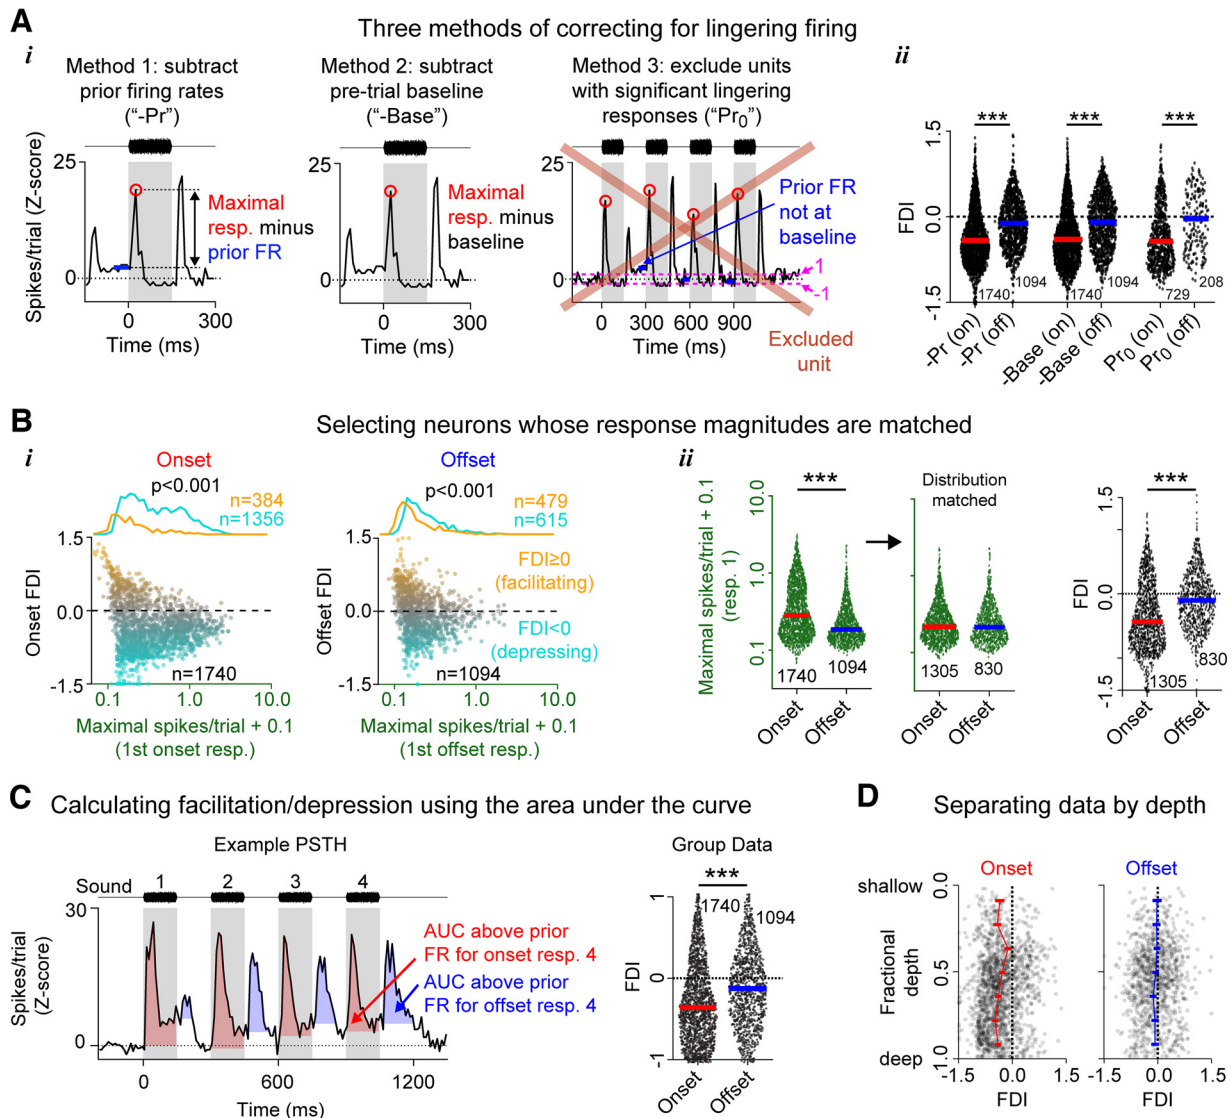 A
Three methods of correcting for lingering firing
i
Method 1: subtract
prior firing rates
("-Pr")
Method 2: subtract
pre-trial baseline
("-Base")
Method 3: exclude units
with significant lingering
responses ("Pr0")
Spikes/trial (Z-score)
25
0
0
300
Time (ms)
Maximal
resp. minus
prior FR
25
0
0
300
Time (ms)
Maximal
resp. minus
baseline
25
0
0
300
600
900
Time (ms)
Prior FR
not at
baseline
1
-1
Excluded
unit
ii
FDI
1.5
0.0
-1.5
***
***
***
1740
1094
1740
1094
729
208
-Pr (on)
-Pr (off)
-Base (on)
-Base (off)
Pr0 (on)
Pr0 (off)
B
Selecting neurons whose response magnitudes are matched
i
Onset
p<0.001
n=384
n=1356
Onset FDI
1.5
0.0
-1.5
n=1740
0.1
1.0
10.0
Maximal spikes/trial + 0.1
(1st onset resp.)
Offset
p<0.001
n=479
n=615
Offset FDI
1.5
0.0
-1.5
FDI≥0
(facilitating)
FDI<0
(depressing)
n=1094
0.1
1.0
10.0
Maximal spikes/trial + 0.1
(1st offset resp.)
ii
Maximal spikes/trial + 0.1
(resp. 1)
10.0
1.0
0.1
***
1740
1094
Onset
Offset
Distribution
matched
1305
830
Onset
Offset
FDI
1.5
0.0
-1.5
***
1305
830
Onset
Offset
C
Calculating facilitation/depression using the area under the curve
Example PSTH
Sound
1
2
3
4
Spikes/trial
(Z-score)
30
0
AUC above prior
FR for onset resp. 4
AUC above prior
FR for offset resp. 4
0
600
1200
Time (ms)
Group Data
***
FDI
1
0
-1
1740
1094
Onset
Offset
D
Separating data by depth
Onset
Offset
shallow
deep
Fractional
depth
0.0
0.5
1.0
-1.5
0.0
1.5
FDI
-1.5
0.0
1.5
FDI